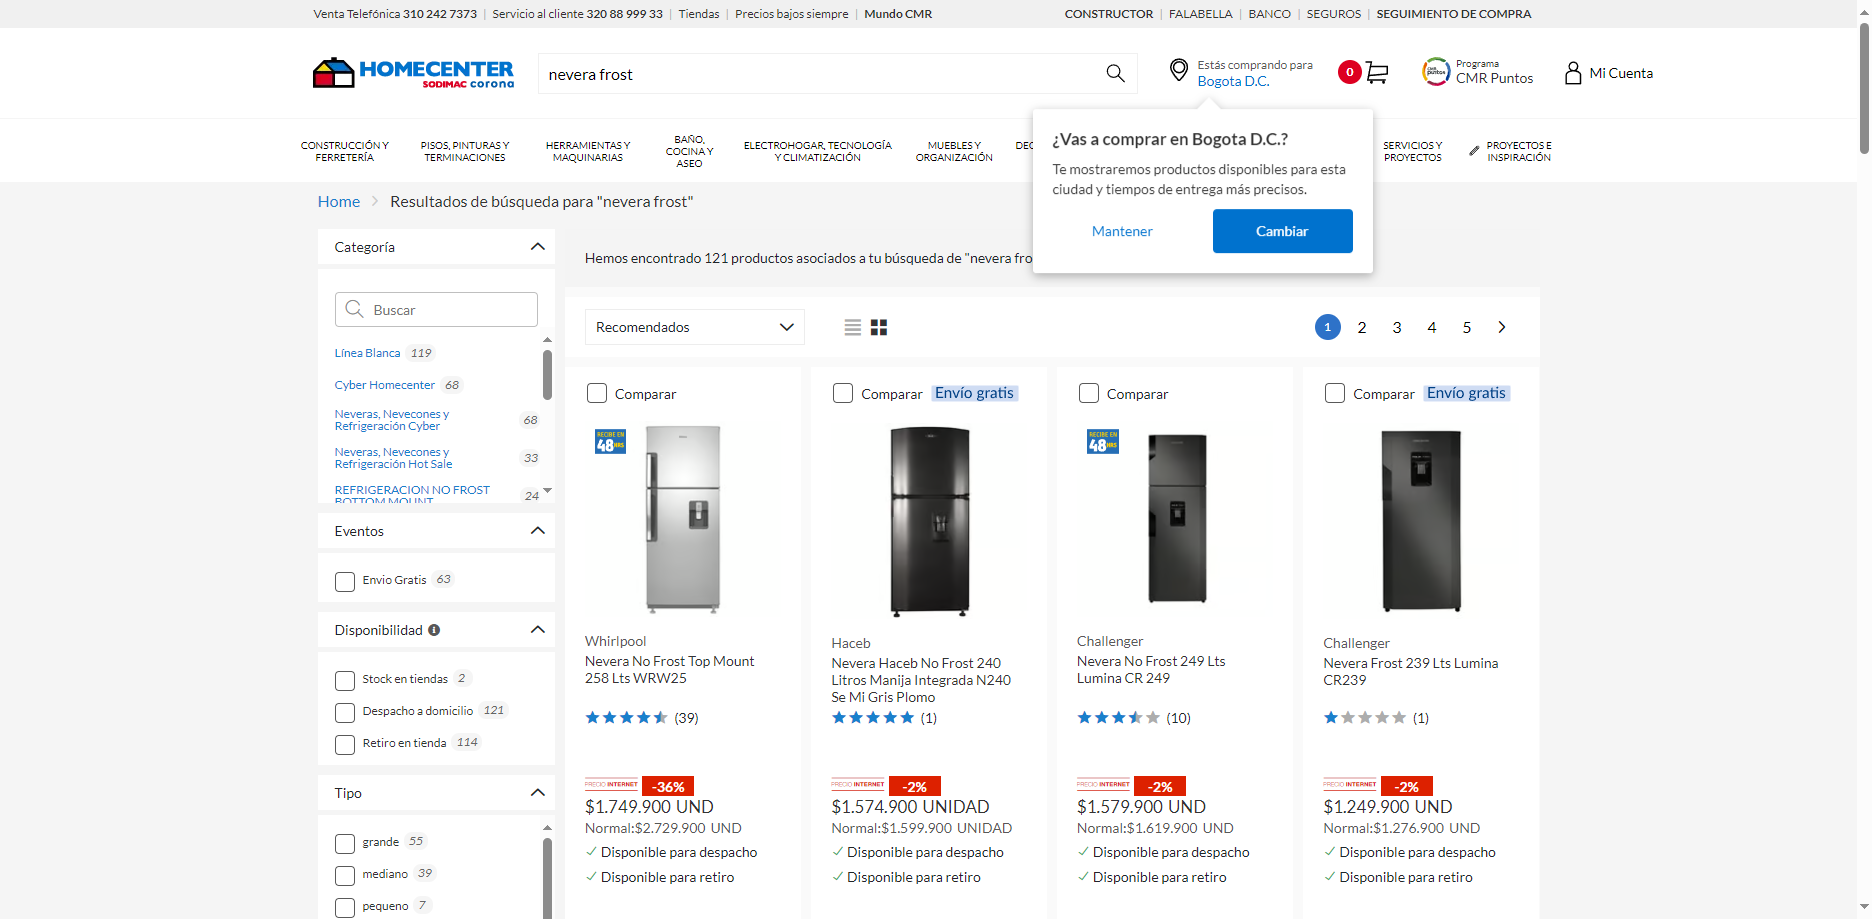 Venta Telefónica 310 242 7373 | Servicio al cliente 320 88 999 33 | Tiendas | Precios bajos siempre | Mundo CMR
CONSTRUCTOR | FALABELLA | BANCO | SEGUROS | SEGUIMIENTO DE COMPRA
HOMECENTER
SODIMAC corona
nevera frost
Estás comprando para
Bogota D.C.
0
CMR
puntos
Programa
CMR Puntos
Mi Cuenta
CONSTRUCCIÓN Y
FERRETERÍA
PISOS, PINTURAS Y
TERMINACIONES
HERRAMIENTAS Y
MAQUINARIAS
BAÑO,
COCINA Y
ASEO
ELECTROHOGAR, TECNOLOGÍA
Y CLIMATIZACIÓN
MUEBLES Y
ORGANIZACIÓN
DEC
SERVICIOS Y
PROYECTOS
PROYECTOS E
INSPIRACIÓN
¿Vas a comprar en Bogota D.C.?
Te mostraremos productos disponibles para esta
ciudad y tiempos de entrega más precisos.
Mantener
Cambiar
Home
Resultados de búsqueda para "nevera frost"
Categoría
Buscar
Línea Blanca 119
Cyber Homecenter 68
Neveras, Nevecones y
Refrigeración Cyber 68
Neveras, Nevecones y
Refrigeración Hot Sale 33
REFRIGERACION NO FROST
BOTTOM MOUNT 24
Eventos
Envio Gratis 63
Disponibilidad
Stock en tiendas 2
Despacho a domicilio 121
Retiro en tienda 114
Tipo
grande 55
mediano 39
pequeno 7
Hemos encontrado 121 productos asociados a tu búsqueda de "nevera fro
Recomendados
1 2 3 4 5
Comparar
RECIBE EN
48 HRS
Whirlpool
Nevera No Frost Top Mount
258 Lts WRW25
(39)
PRECIO INTERNET -36%
$1.749.900 UND
Normal:$2.729.900 UND
Disponible para despacho
Disponible para retiro
Comparar Envío gratis
Haceb
Nevera Haceb No Frost 240
Litros Manija Integrada N240
Se Mi Gris Plomo
(1)
PRECIO INTERNET -2%
$1.574.900 UNIDAD
Normal:$1.599.900 UNIDAD
Disponible para despacho
Disponible para retiro
Comparar
RECIBE EN
48 HRS
Challenger
Nevera No Frost 249 Lts
Lumina CR 249
(10)
PRECIO INTERNET -2%
$1.579.900 UND
Normal:$1.619.900 UND
Disponible para despacho
Disponible para retiro
Comparar Envío gratis
Challenger
Nevera Frost 239 Lts Lumina
CR239
(1)
PRECIO INTERNET -2%
$1.249.900 UND
Normal:$1.276.900 UND
Disponible para despacho
Disponible para retiro